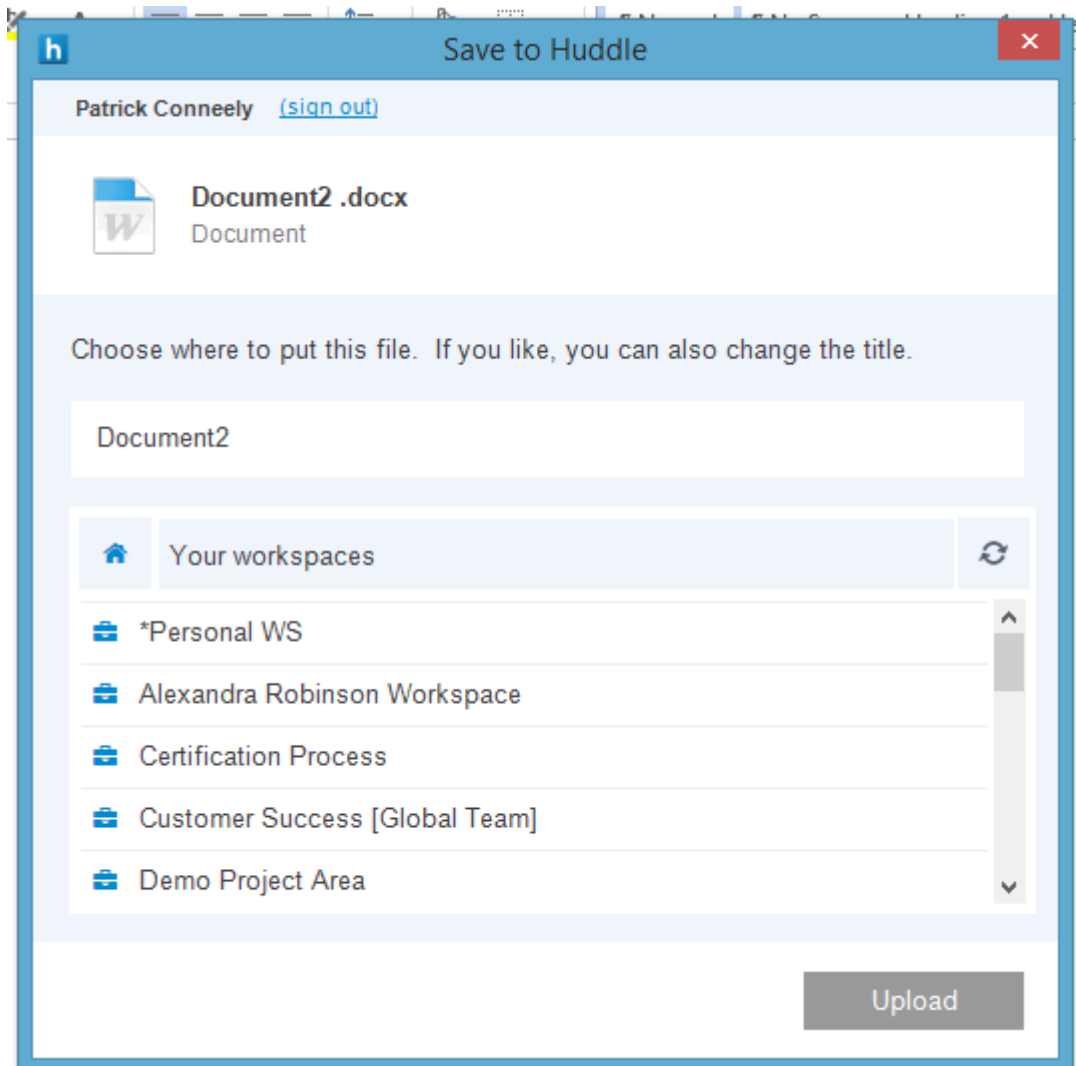 h Save to Huddle ×
Patrick Conneely (sign out)
Document2 .docx
W
Document
Choose where to put this file. If you like, you can also change the title.
Document2
Your workspaces
*Personal WS
Alexandra Robinson Workspace
Certification Process
Customer Success [Global Team]
Demo Project Area
Upload